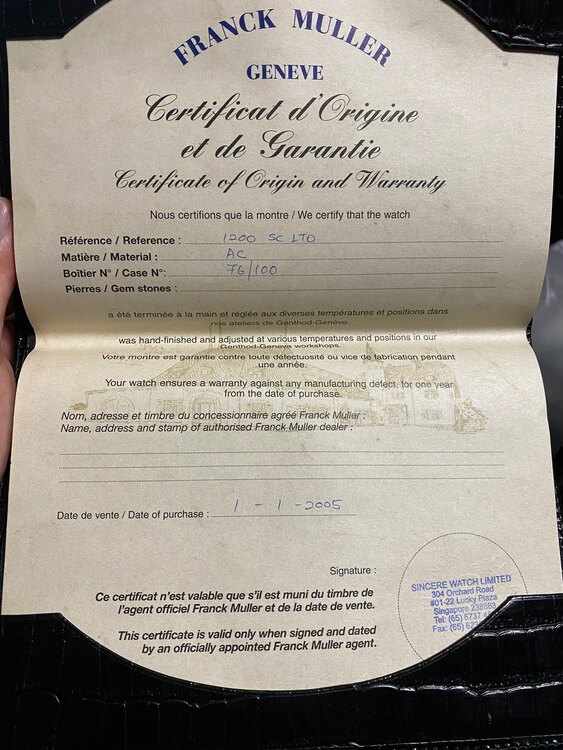 FRANCK MULLER
GENEVE
Certificat d'Origine
et de Garantie
Certificate of Origin and Warranty
Nous certifions que la montre / We certify that the watch
Référence / Reference : 1200 SC LTD
Matière / Material : AC
Boîtier N° / Case N°: 76/100
Pierres / Gem stones :
a été terminée à la main et réglée aux diverses températures et positions dans
nos ateliers de Genthod-Genève.
was hand-finished and adjusted at various temperatures and positions in our
Genthod-Geneva workshops.
Votre montre est garantie contre toute défectuosité ou vice de fabrication pendant
une année.
Your watch ensures a warranty against any manufacturing defect, for one year
from the date of purchase.
Nom, adresse et timbre du concessionnaire agréé Franck Muller :
Name, address and stamp of authorised Franck Muller dealer :
Date de vente / Date of purchase : 1 - 1 - 2005
Signature :
Ce certificat n'est valable que s'il est muni du timbre de
l'agent officiel Franck Muller et de la date de vente.
This certificate is valid only when signed and dated
by an officially appointed Franck Muller agent.
SINCERE WATCH LIMITED
304 Orchard Road
#01-22 Lucky Plaza
Singapore 238863
Tel: (65) 6737
Fax: (65)